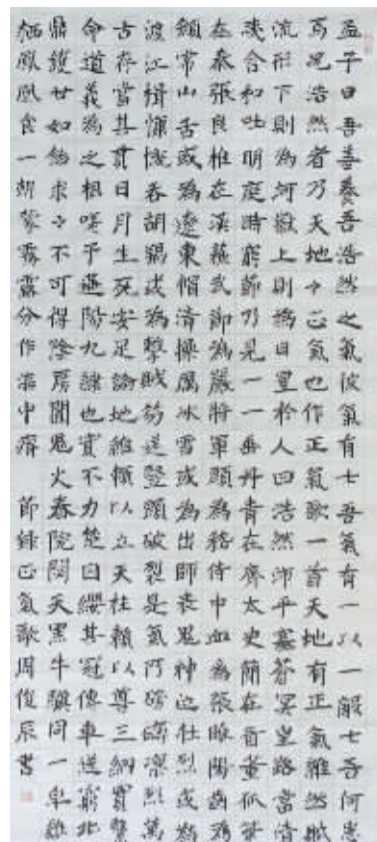 孟子曰吾善養吾浩然之氣彼氣有七吾氣有一以一敵七吾何患
焉況浩然者乃天地之正氣也作正氣歌一首天地有正氣雜然賦
流形下則為河嶽上則為日星於人曰浩然沛乎塞蒼冥皇路當清
夷含和吐明庭時窮節乃見一一垂丹青在齊太史簡在晉董狐筆
在秦張良椎在漢蘇武節為嚴將軍頭為嵇侍中血為張睢陽齒為
顏常山舌或為遼東帽清操厲冰雪或為出師表鬼神泣壯烈或為
渡江楫慷慨吞胡羯或為擊賊笏逆豎頭破裂是氣所磅礴凜烈萬
古存當其貫日月生死安足論地維賴以立天柱賴以尊三綱實繫
命道義為之根嗟予遘陽九隸也實不力楚囚纓其冠傳車送窮北
鼎鑊甘如飴求之不可得陰房闃鬼火春院閟天黑牛驥同一皁雞
栖鳳凰食一朝蒙霧露分作溝中瘠 節錄正氣歌周俊辰書